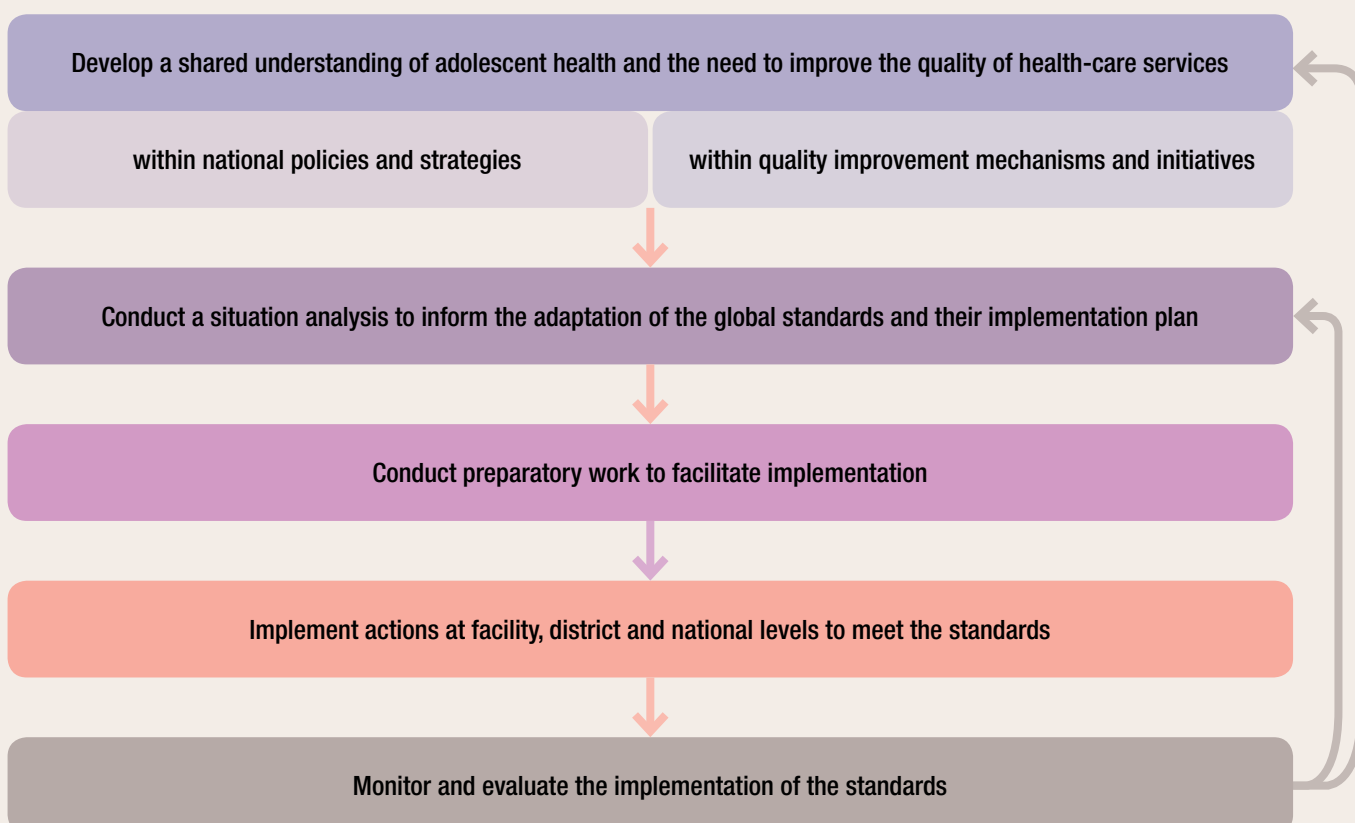 Develop a shared understanding of adolescent health and the need to improve the quality of health-care services
within national policies and strategies
within quality improvement mechanisms and initiatives
Conduct a situation analysis to inform the adaptation of the global standards and their implementation plan
Conduct preparatory work to facilitate implementation
Implement actions at facility, district and national levels to meet the standards
Monitor and evaluate the implementation of the standards